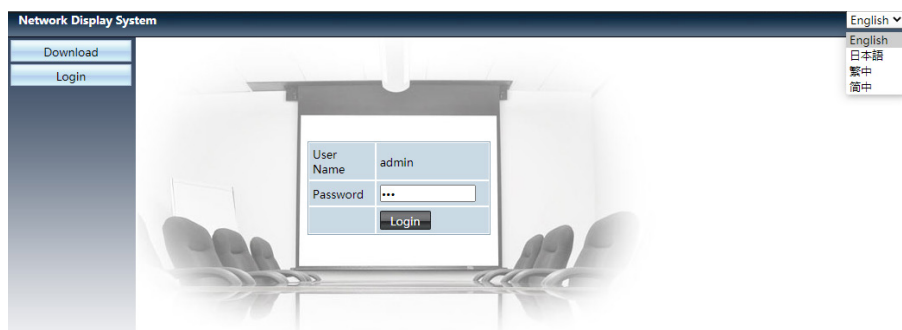 Network Display System
English
English
日本語
繁中
简中
Download
Login
User
Name
admin
Password
•••
Login